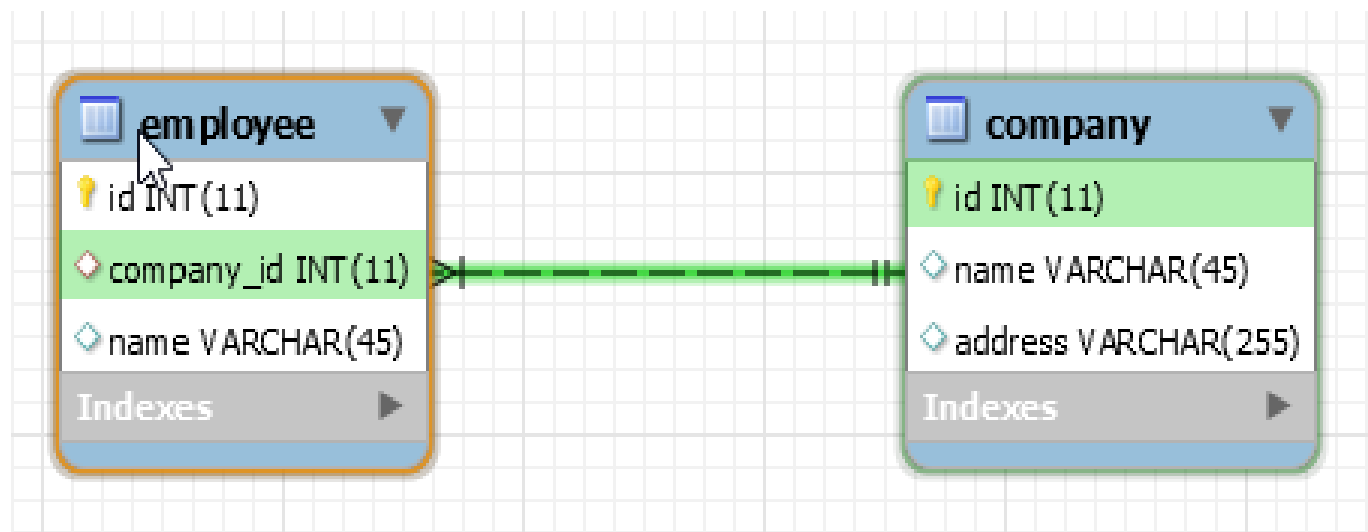 employee
id INT(11)
company_id INT(11)
name VARCHAR(45)
Indexes
company
id INT(11)
name VARCHAR(45)
address VARCHAR(255)
Indexes